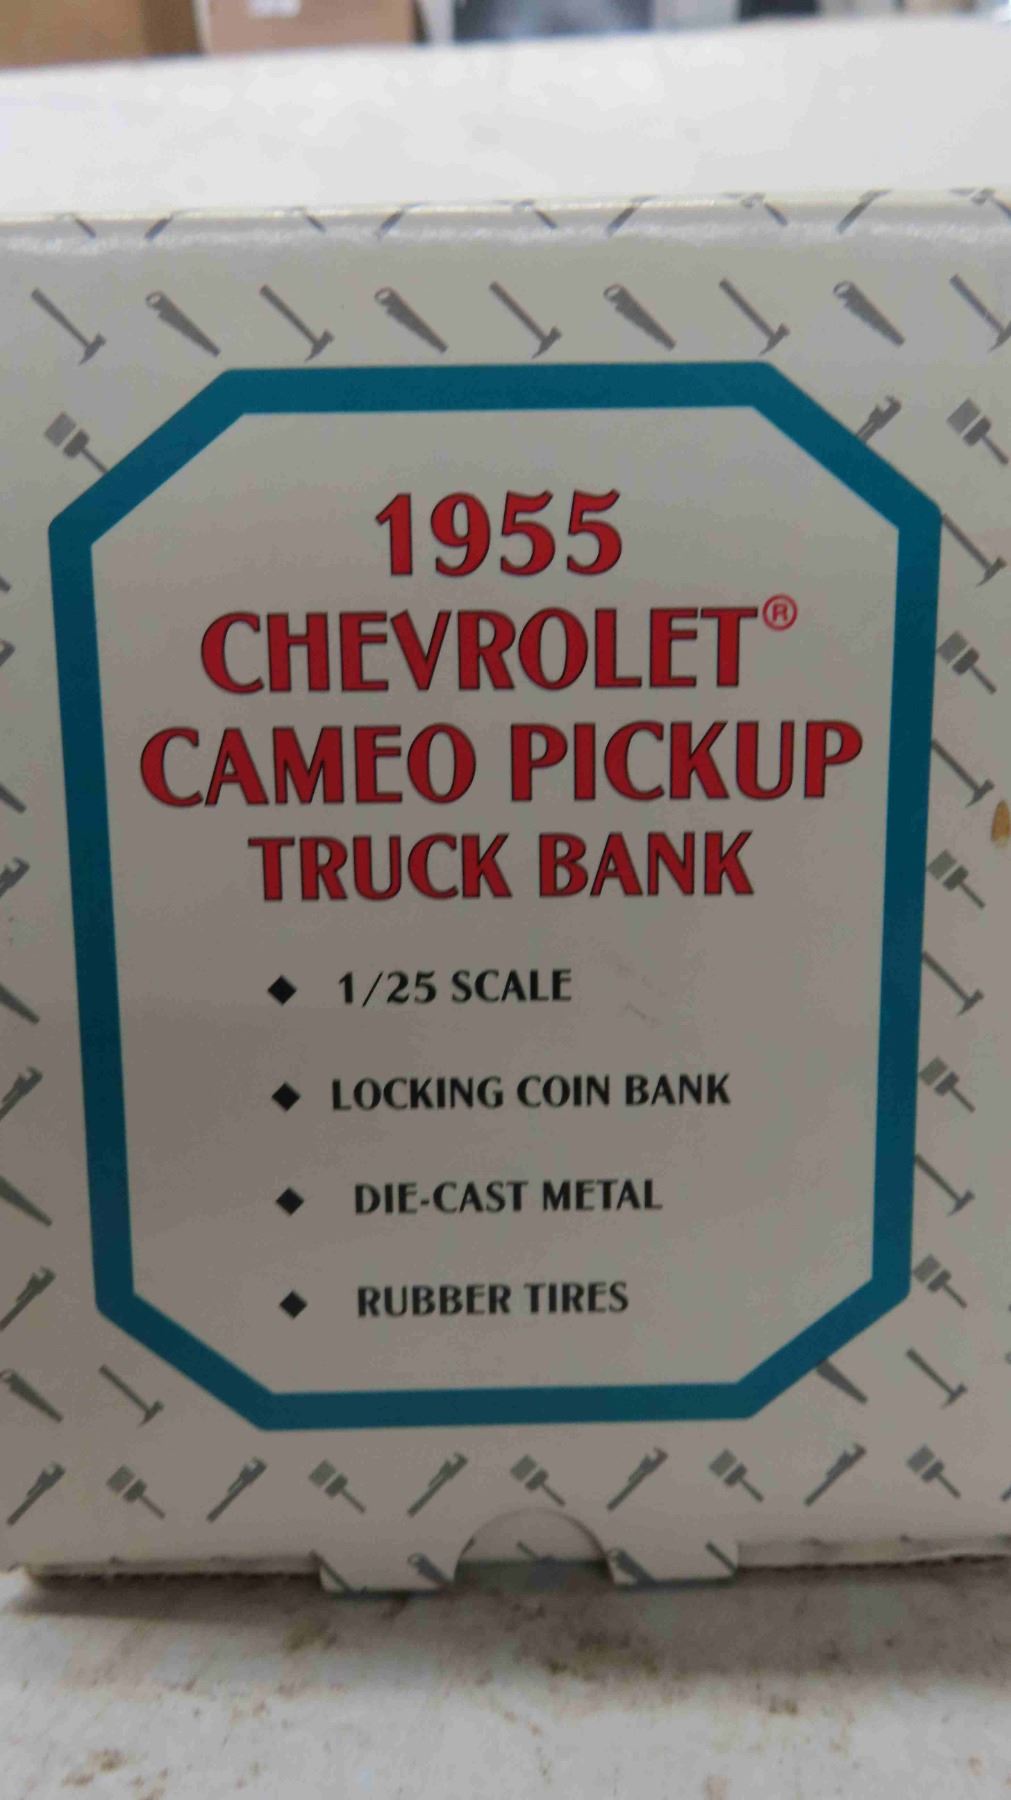 1955
CHEVROLET®
CAMEO PICKUP
TRUCK BANK
◆ 1/25 SCALE
◆ LOCKING COIN BANK
◆ DIE-CAST METAL
◆ RUBBER TIRES